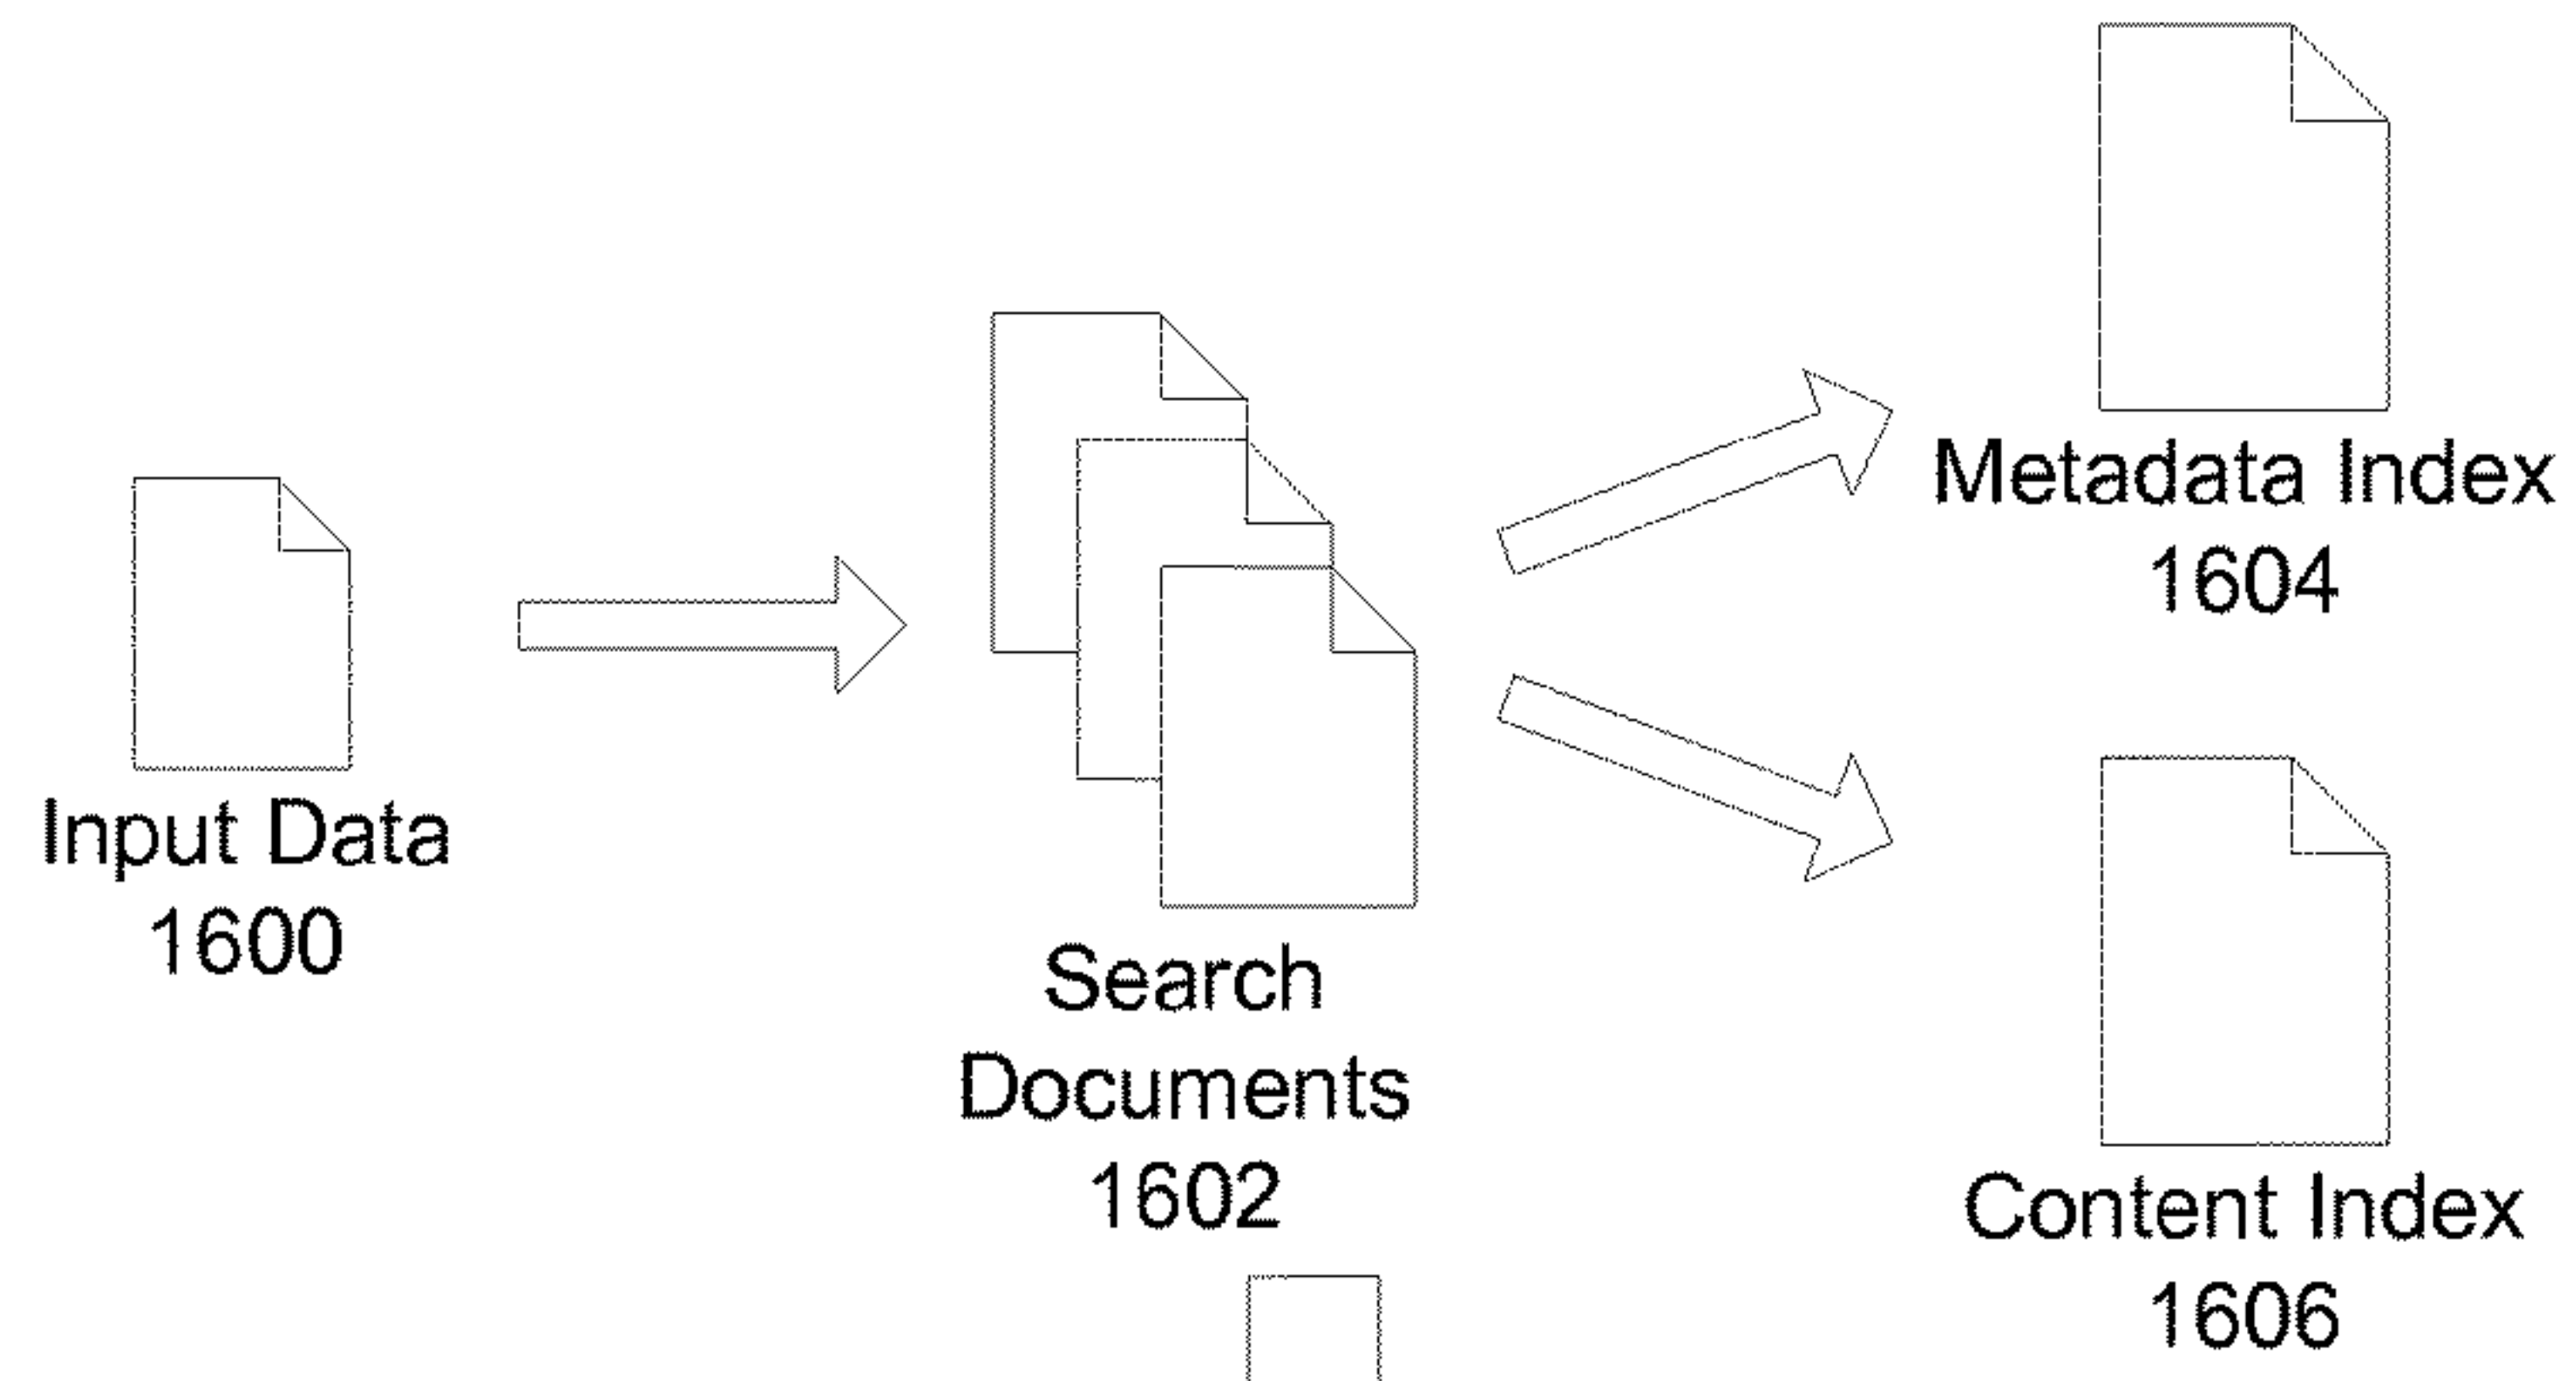 Input Data
1600
Search
Documents
1602
Metadata Index
1604
Content Index
1606